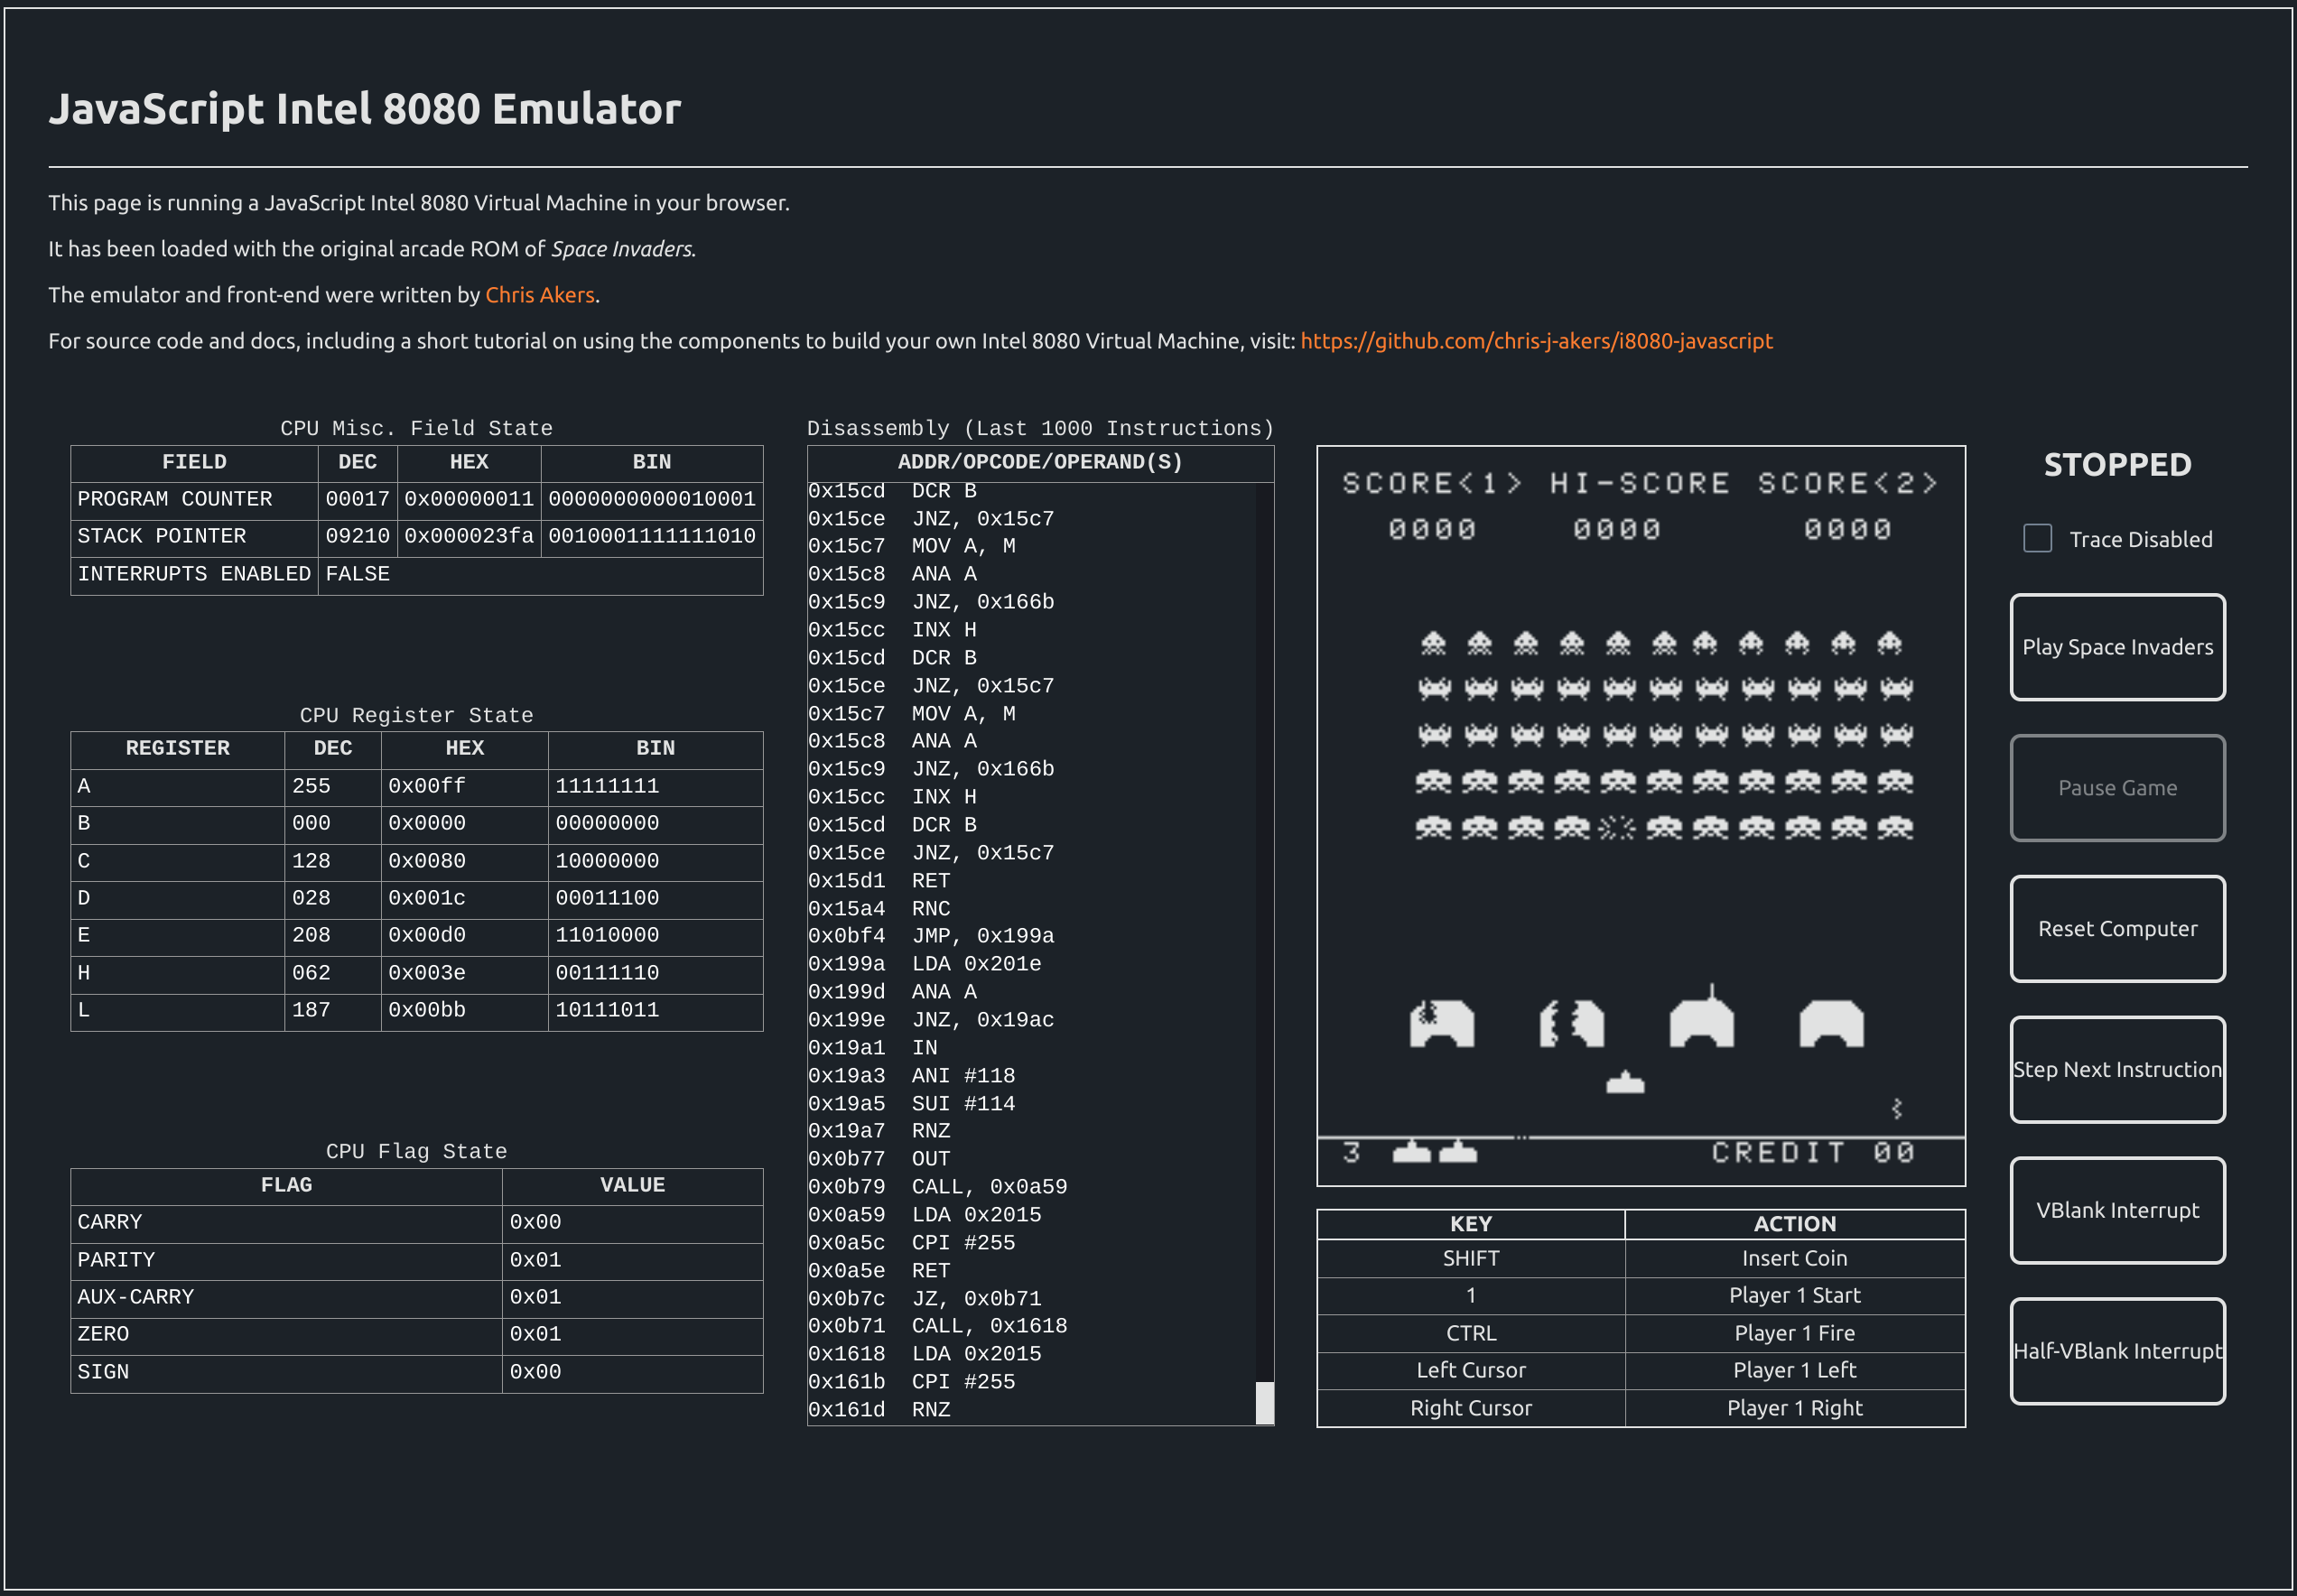 JavaScript Intel 8080 Emulator
This page is running a JavaScript Intel 8080 Virtual Machine in your browser.
It has been loaded with the original arcade ROM of Space Invaders.
The emulator and front-end were written by Chris Akers.
For source code and docs, including a short tutorial on using the components to build your own Intel 8080 Virtual Machine, visit: https://github.com/chris-j-akers/i8080-javascript
CPU Misc. Field State
FIELD DEC HEX BIN
PROGRAM COUNTER 00017 0x00000011 0000000000010001
STACK POINTER 09210 0x000023fa 0010001111111010
INTERRUPTS ENABLED FALSE
CPU Register State
REGISTER DEC HEX BIN
A 255 0x00ff 11111111
B 000 0x0000 00000000
C 128 0x0080 10000000
D 028 0x001c 00011100
E 208 0x00d0 11010000
H 062 0x003e 00111110
L 187 0x00bb 10111011
CPU Flag State
FLAG VALUE
CARRY 0x00
PARITY 0x01
AUX-CARRY 0x01
ZERO 0x01
SIGN 0x00
Disassembly (Last 1000 Instructions)
ADDR/OPCODE/OPERAND(S)
0x15cd DCR B
0x15ce JNZ, 0x15c7
0x15c7 MOV A, M
0x15c8 ANA A
0x15c9 JNZ, 0x166b
0x15cc INX H
0x15cd DCR B
0x15ce JNZ, 0x15c7
0x15c7 MOV A, M
0x15c8 ANA A
0x15c9 JNZ, 0x166b
0x15cc INX H
0x15cd DCR B
0x15ce JNZ, 0x15c7
0x15d1 RET
0x15a4 RNC
0x0bf4 JMP, 0x199a
0x199a LDA 0x201e
0x199d ANA A
0x199e JNZ, 0x19ac
0x19a1 IN
0x19a3 ANI #118
0x19a5 SUI #114
0x19a7 RNZ
0x0b77 OUT
0x0b79 CALL, 0x0a59
0x0a59 LDA 0x2015
0x0a5c CPI #255
0x0a5e RET
0x0b7c JZ, 0x0b71
0x0b71 CALL, 0x1618
0x1618 LDA 0x2015
0x161b CPI #255
0x161d RNZ
SCORE<1> HI-SCORE SCORE<2>
0000 0000 0000
3 CREDIT 00
KEY ACTION
SHIFT Insert Coin
1 Player 1 Start
CTRL Player 1 Fire
Left Cursor Player 1 Left
Right Cursor Player 1 Right
STOPPED
Trace Disabled
Play Space Invaders
Pause Game
Reset Computer
Step Next Instruction
VBlank Interrupt
Half-VBlank Interrupt